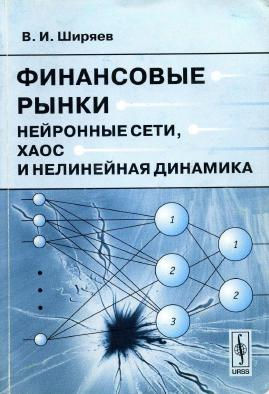 В. И. Ширяев
ФИНАНСОВЫЕ
РЫНКИ
НЕЙРОННЫЕ СЕТИ,
ХАОС
И НЕЛИНЕЙНАЯ ДИНАМИКА
1
1
2
2
3
URSS